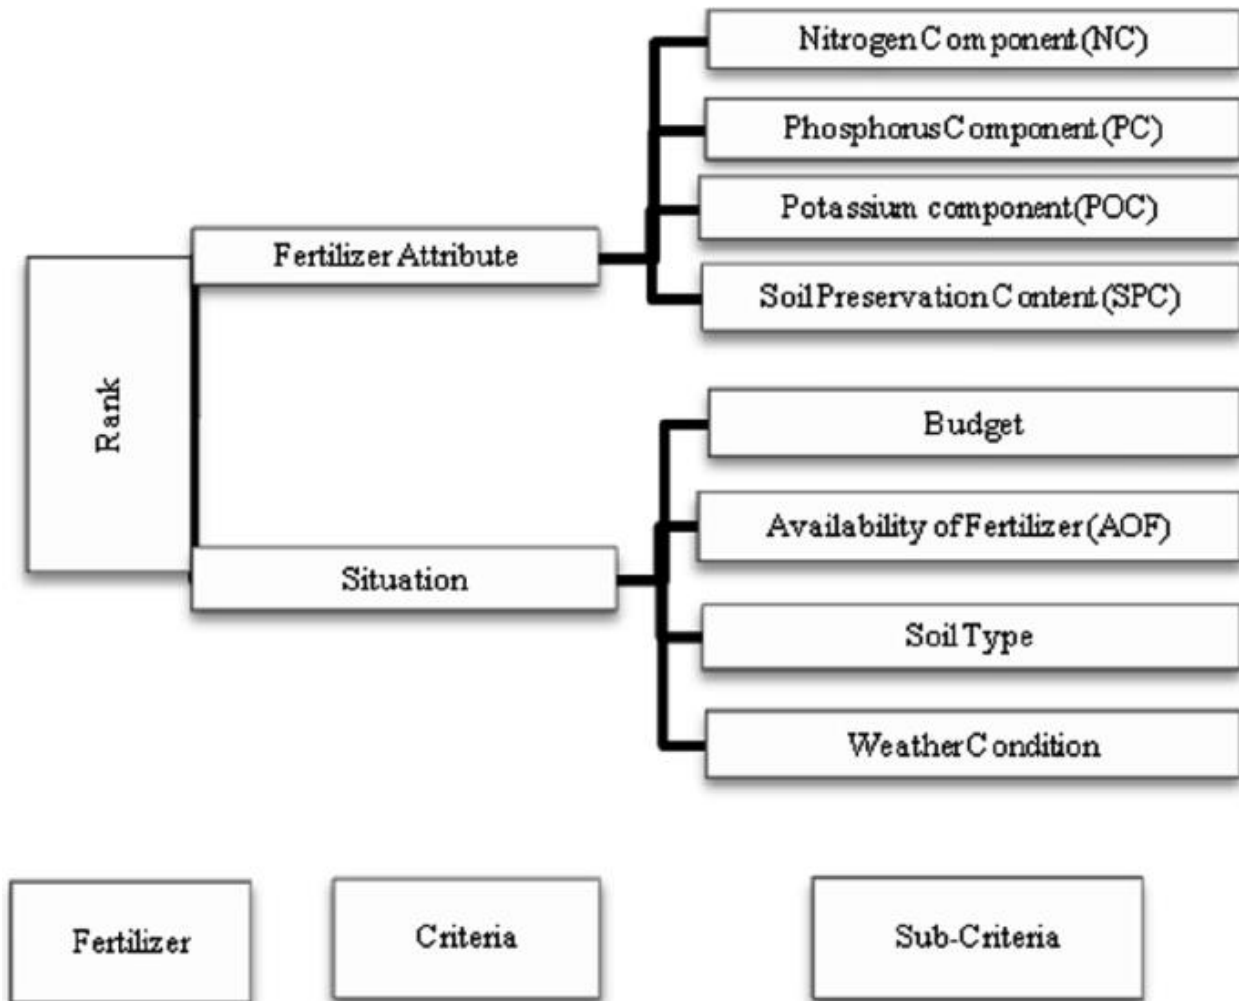 Nitrogen Component (NC)
Phosphorus Component (PC)
Potassium component (POC)
Fertilizer Attribute
Soil Preservation Content (SPC)
Rank
Budget
Availability of Fertilizer (AOF)
Situation
Soil Type
Weather Condition
Fertilizer
Criteria
Sub-Criteria